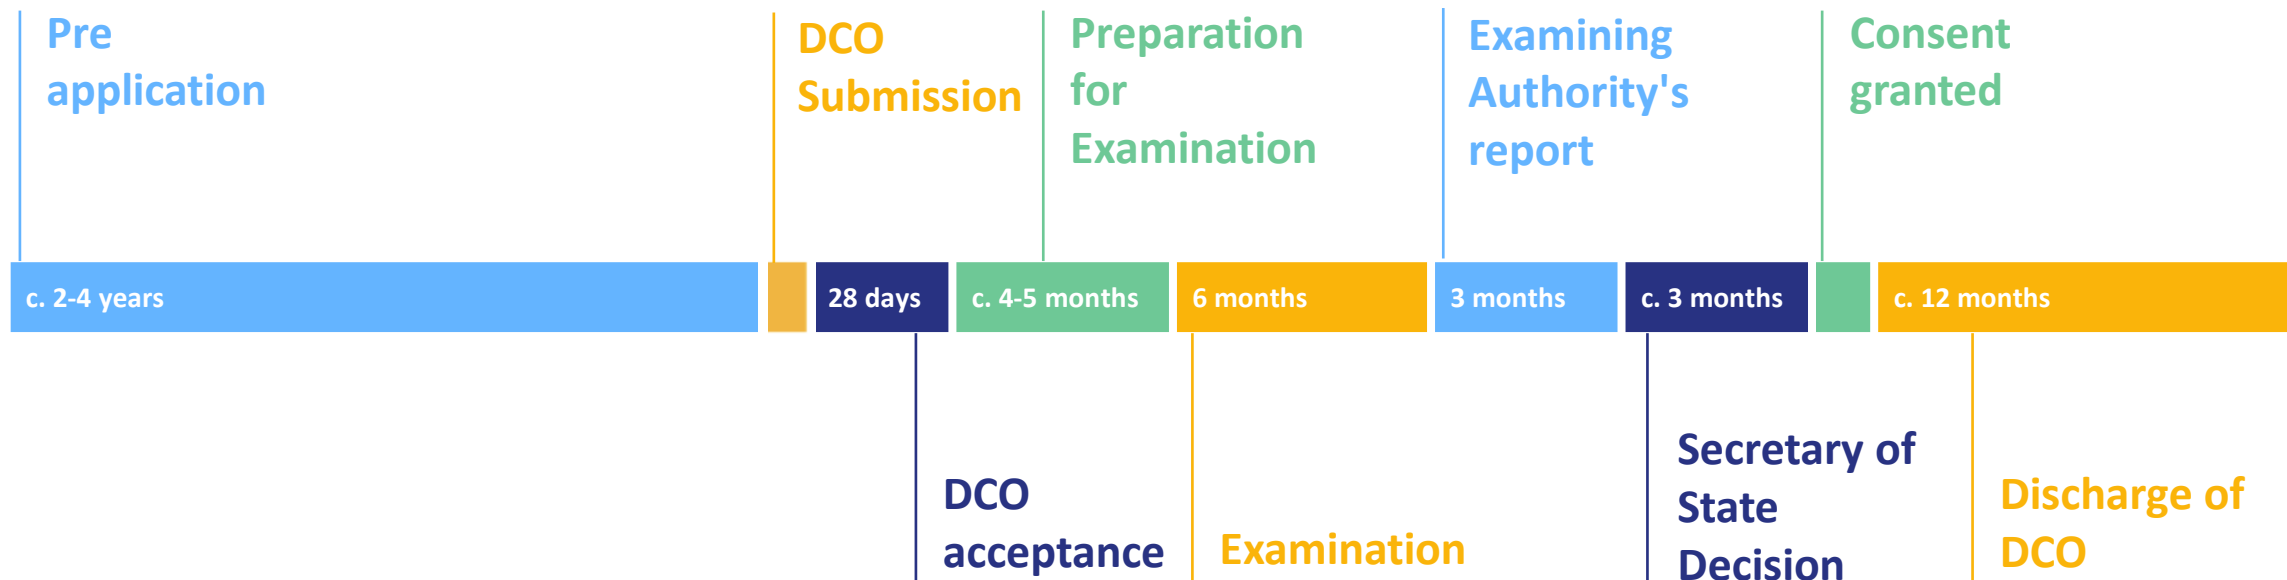 Pre
application
DCO
Submission
Preparation
for
Examination
Examining
Authority's
report
Consent
granted
c. 2-4 years
28 days
c. 4-5 months
6 months
3 months
c. 3 months
c. 12 months
DCO
acceptance
Examination
Secretary of
State
Decision
Discharge of
DCO